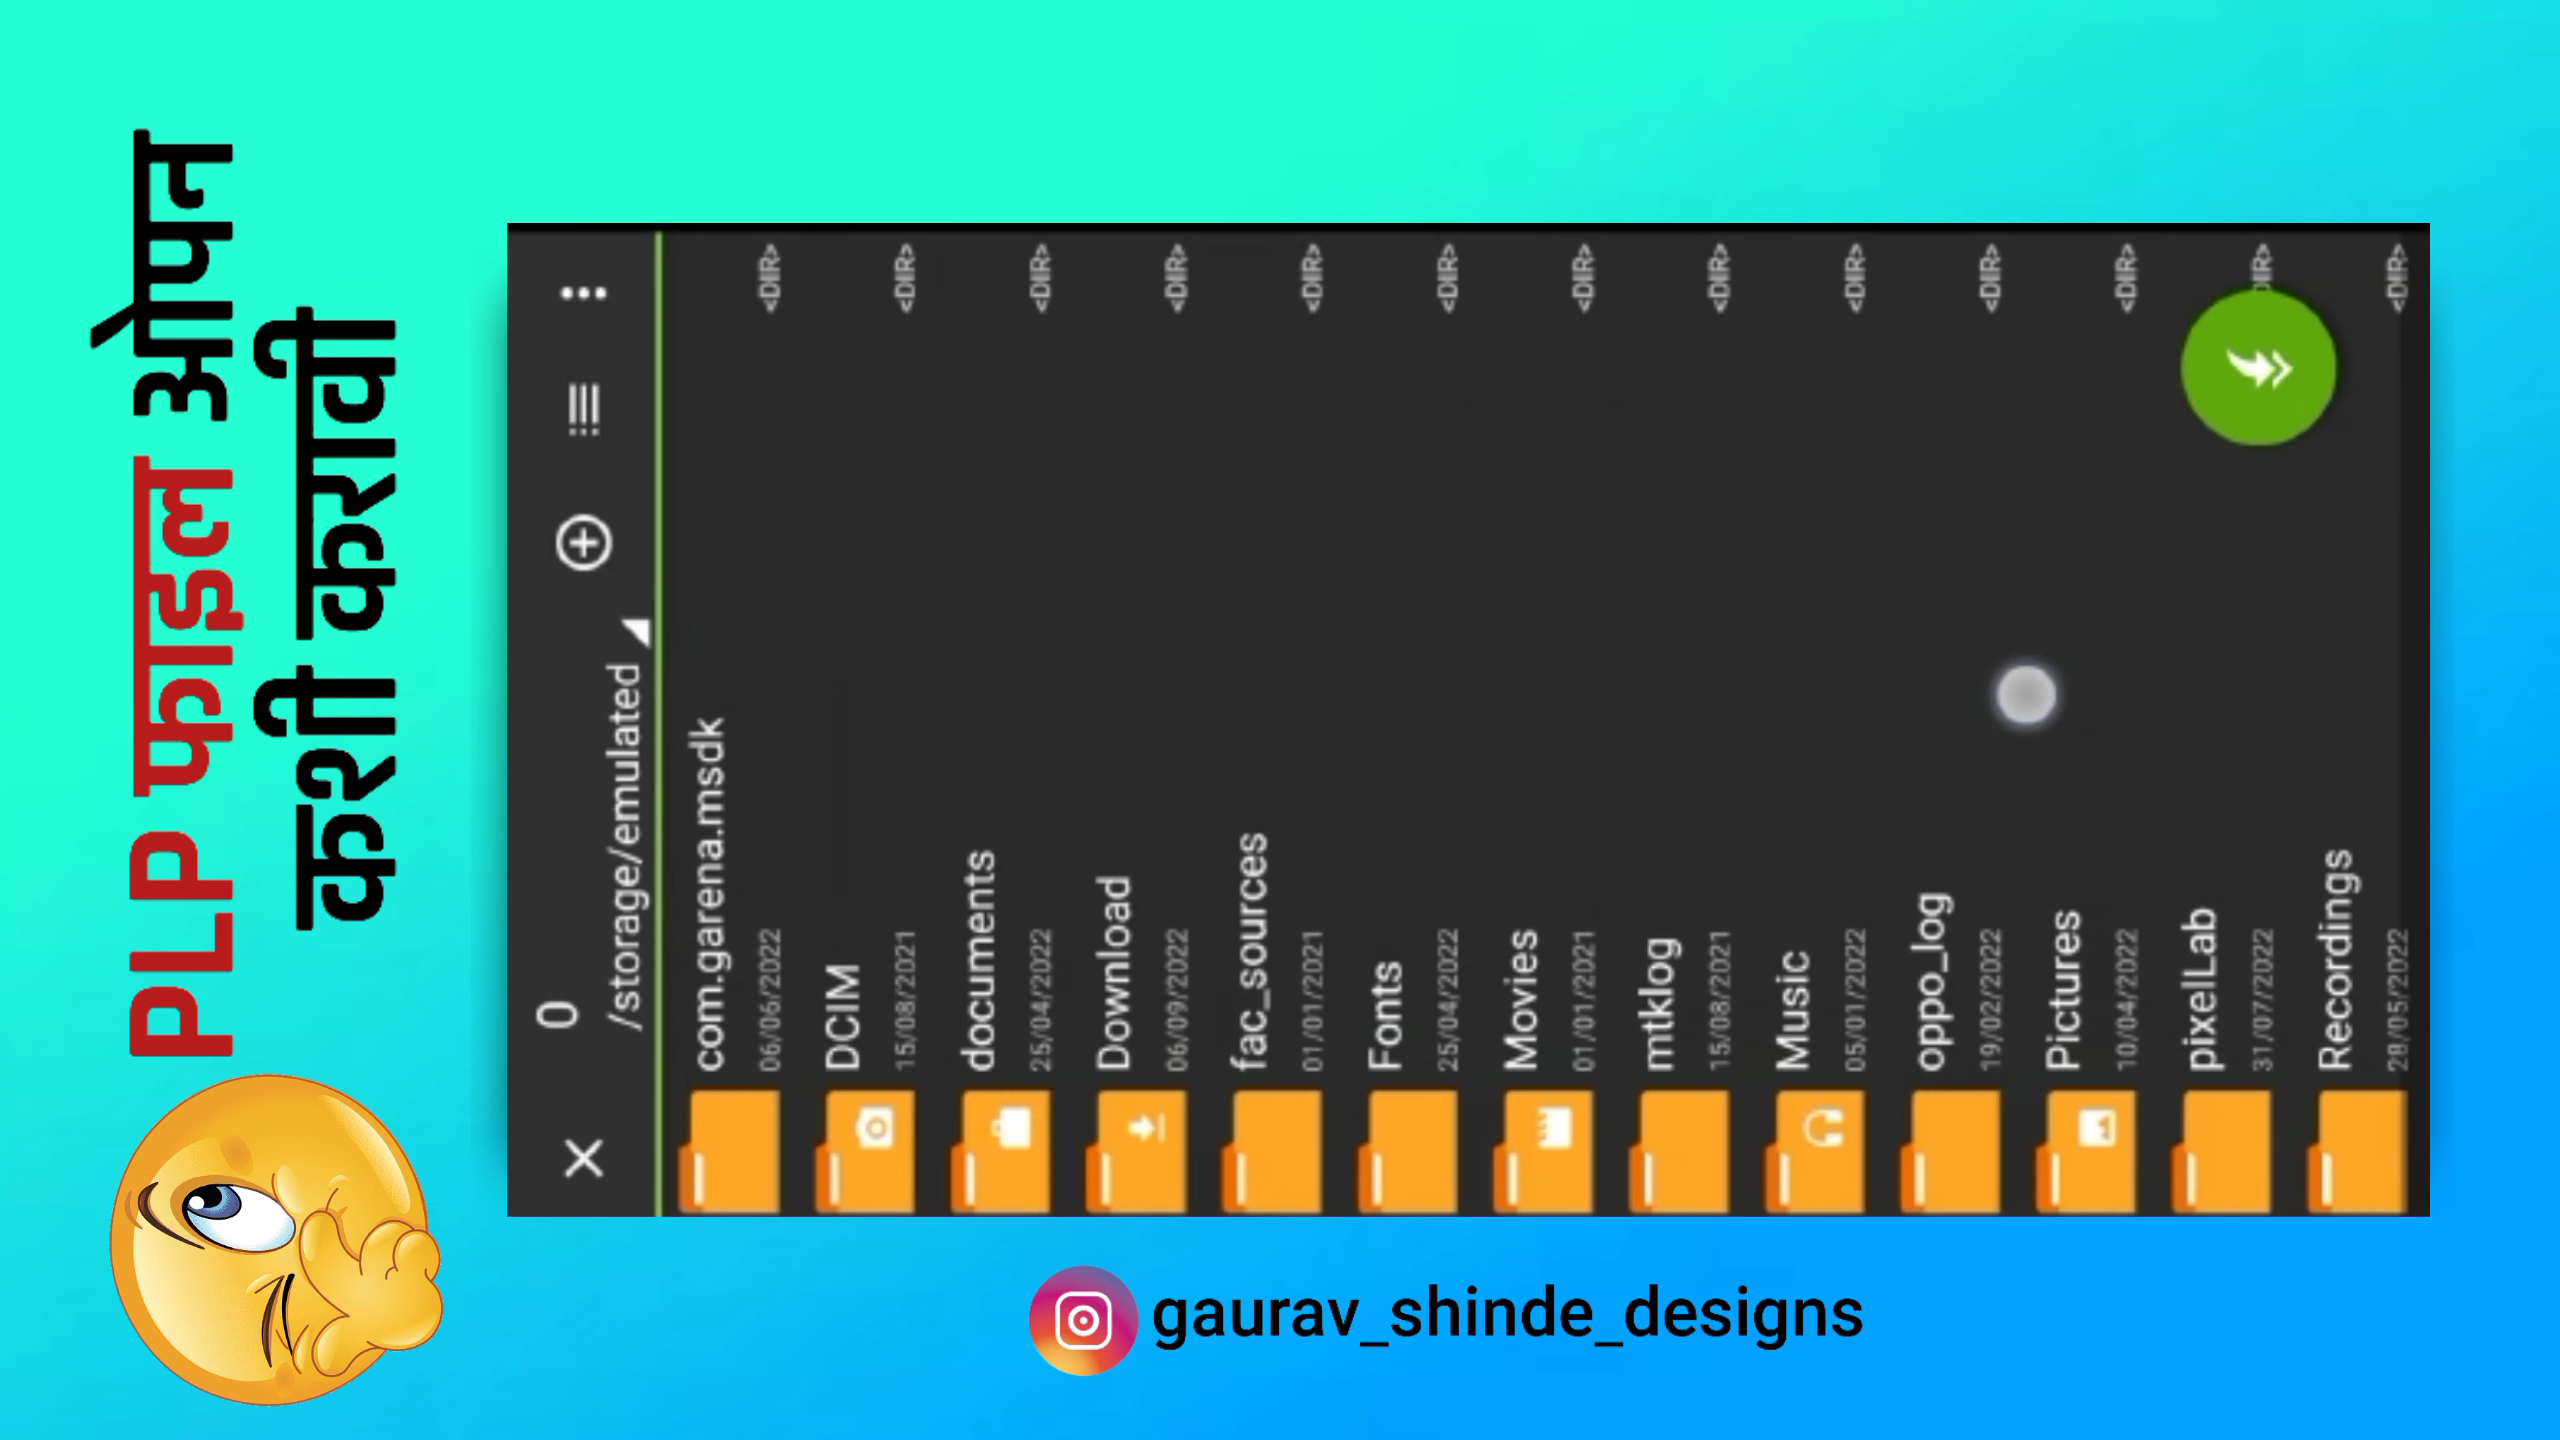 PLP फाइल ओपन
कशी करावी
0
/storage/emulated
com.garena.msdk
06/06/2022 <DIR>
DCIM
15/08/2021 <DIR>
documents
25/04/2022 <DIR>
Download
06/09/2022 <DIR>
fac_sources
01/01/2021 <DIR>
Fonts
25/04/2022 <DIR>
Movies
01/01/2021 <DIR>
mtklog
15/08/2021 <DIR>
Music
05/01/2022 <DIR>
oppo_log
19/02/2022 <DIR>
Pictures
10/04/2022 <DIR>
pixelLab
31/07/2022 <DIR>
Recordings
28/05/2022 <DIR>
gaurav_shinde_designs